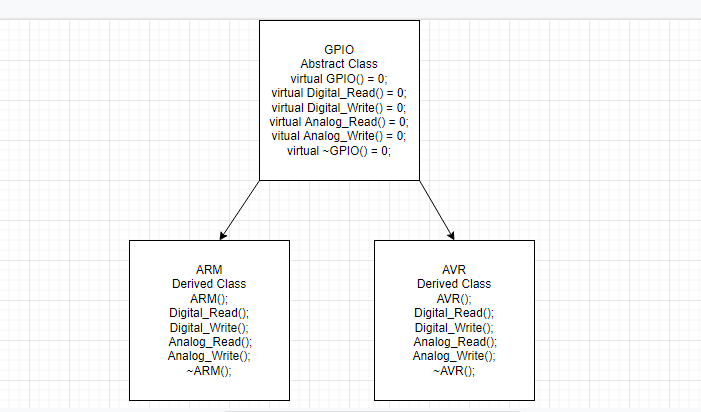 GPIO
Abstract Class
virtual GPIO() = 0;
virtual Digital_Read() = 0;
virtual Digital_Write() = 0;
virtual Analog_Read() = 0;
vitual Analog_Write() = 0;
virtual ~GPIO() = 0;
ARM
Derived Class
ARM();
Digital_Read();
Digital_Write();
Analog_Read();
Analog_Write();
~ARM();
AVR
Derived Class
AVR();
Digital_Read();
Digital_Write();
Analog_Read();
Analog_Write();
~AVR();